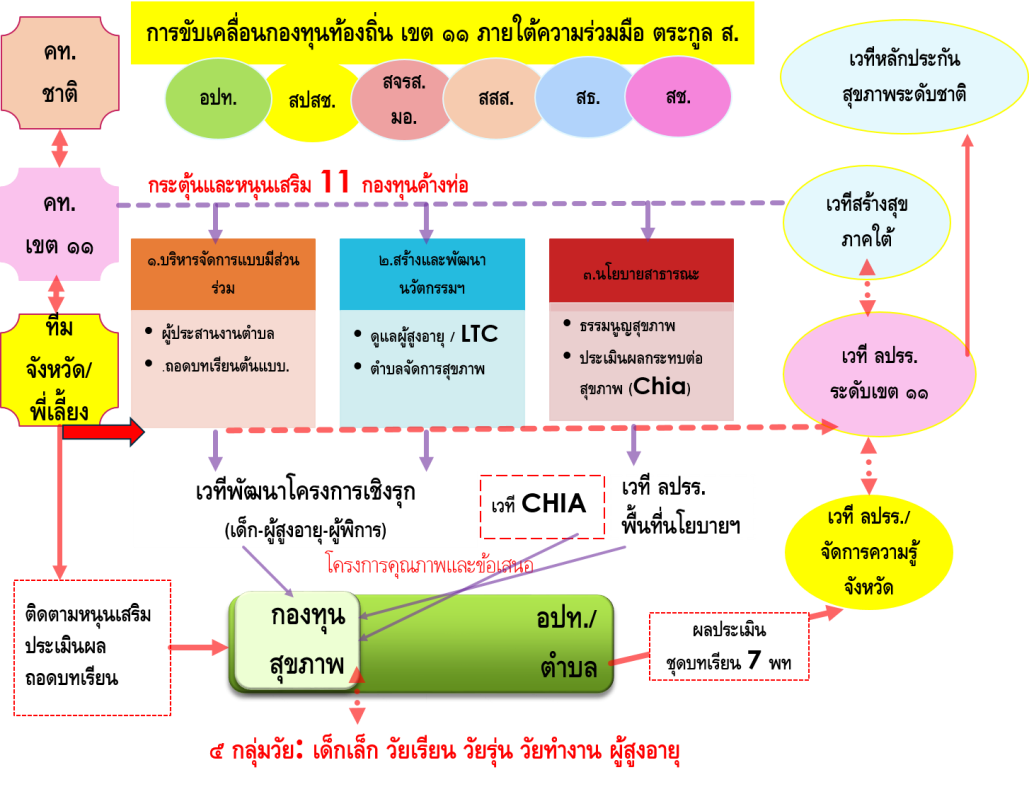 การขับเคลื่อนกองทุนท้องถิ่น เขต ๑๑ ภายใต้ความร่วมมือ ตระกูล ส.
คท.
ชาติ
อปท.
สปสช.
สจรส.
มอ.
สสส.
สธ.
สช.
เวทีหลักประกัน
สุขภาพระดับชาติ
กระตุ้นและหนุนเสริม 11 กองทุนค้างท่อ
คท.
เขต ๑๑
เวทีสร้างสุข
ภาคใต้
๑.บริหารจัดการแบบมีส่วน
ร่วม
• ผู้ประสานงานตำบล
• .ถอดบทเรียนต้นแบบ.
๒.สร้างและพัฒนา
นวัตกรรมฯ
• ดูแลผู้สูงอายุ / LTC
• ตำบลจัดการสุขภาพ
๓.นโยบายสาธารณะ
• ธรรมนูญสุขภาพ
• ประเมินผลกระทบต่อ
สุขภาพ (Chia)
ทีม
จังหวัด/
พี่เลี้ยง
เวที ลปรร.
ระดับเขต ๑๑
เวทีพัฒนาโครงการเชิงรุก
(เด็ก-ผู้สูงอายุ-ผู้พิการ)
เวที CHIA
เวที ลปรร.
พื้นที่นโยบายฯ
เวที ลปรร./
จัดการความรู้
จังหวัด
โครงการคุณภาพและข้อเสนอ
ติดตามหนุนเสริม
ประเมินผล
ถอดบทเรียน
กองทุน
สุขภาพ
อปท./
ตำบล
ผลประเมิน
ชุดบทเรียน 7 พท
๕ กลุ่มวัย: เด็กเล็ก วัยเรียน วัยรุ่น วัยทำงาน ผู้สูงอายุ